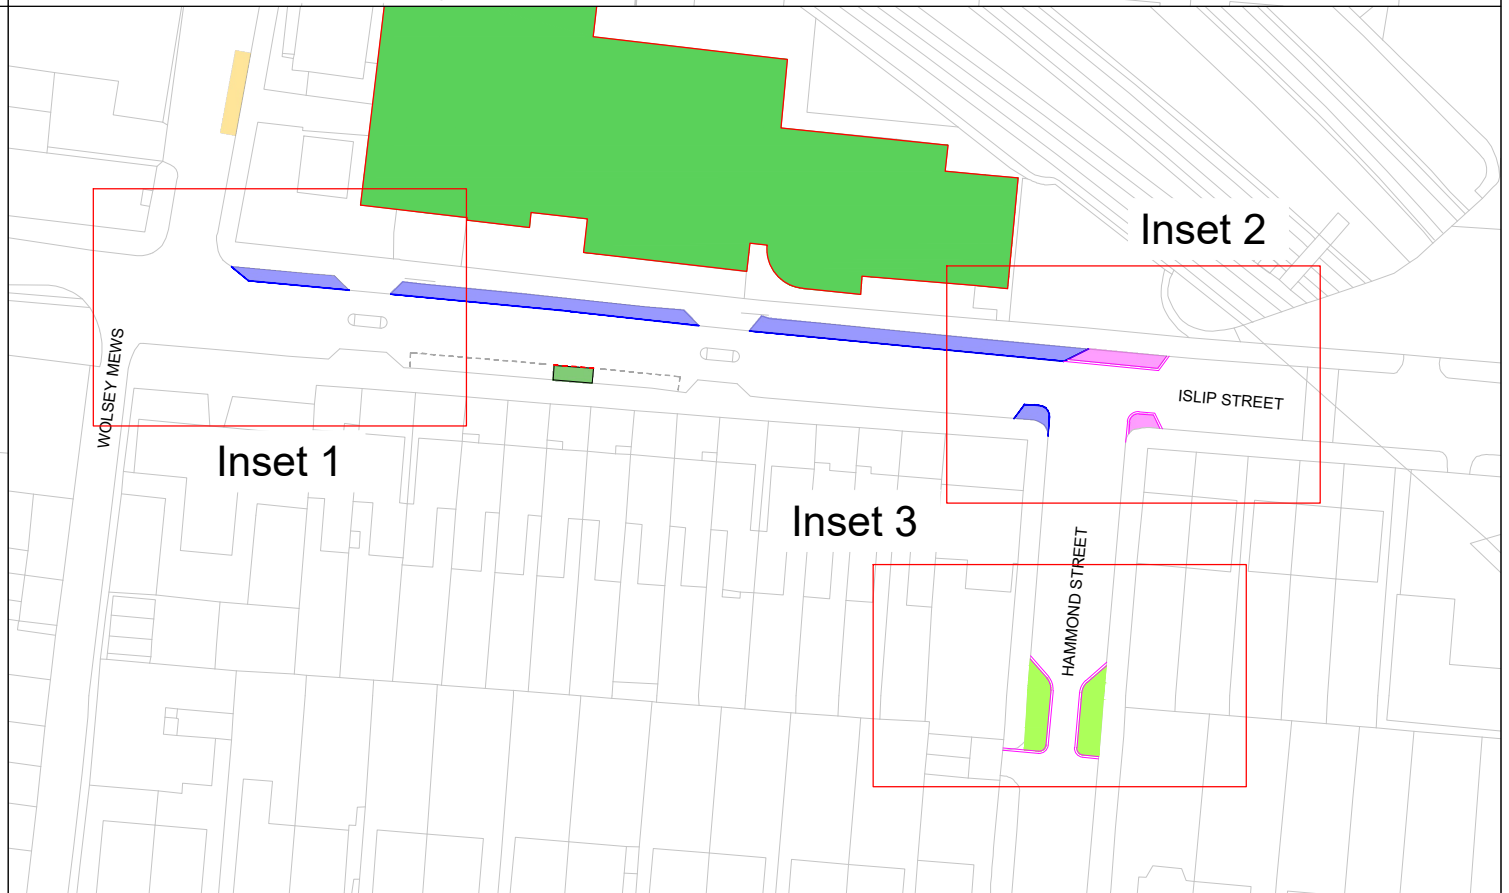 Inset 2
WOLSEY MEWS
ISLIP STREET
Inset 1
Inset 3
HAMMOND STREET